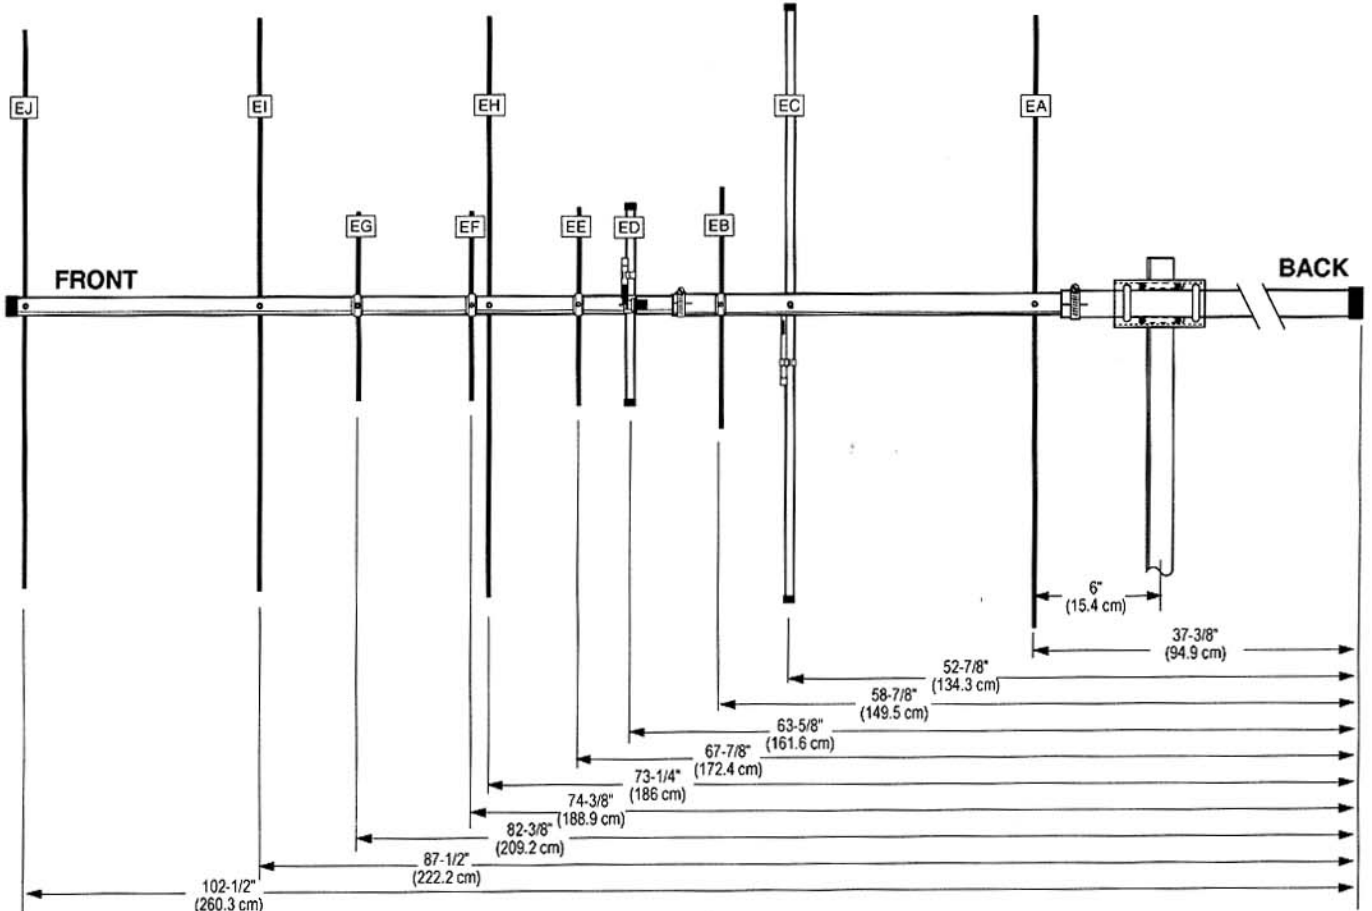 EJ
EI
EH
EC
EA
EG
EF
EE
ED
EB
FRONT
BACK
6"
(15.4 cm)
37-3/8"
(94.9 cm)
52-7/8"
(134.3 cm)
58-7/8"
(149.5 cm)
63-5/8"
(161.6 cm)
67-7/8"
(172.4 cm)
73-1/4"
(186 cm)
74-3/8"
(188.9 cm)
82-3/8"
(209.2 cm)
87-1/2"
(222.2 cm)
102-1/2"
(260.3 cm)